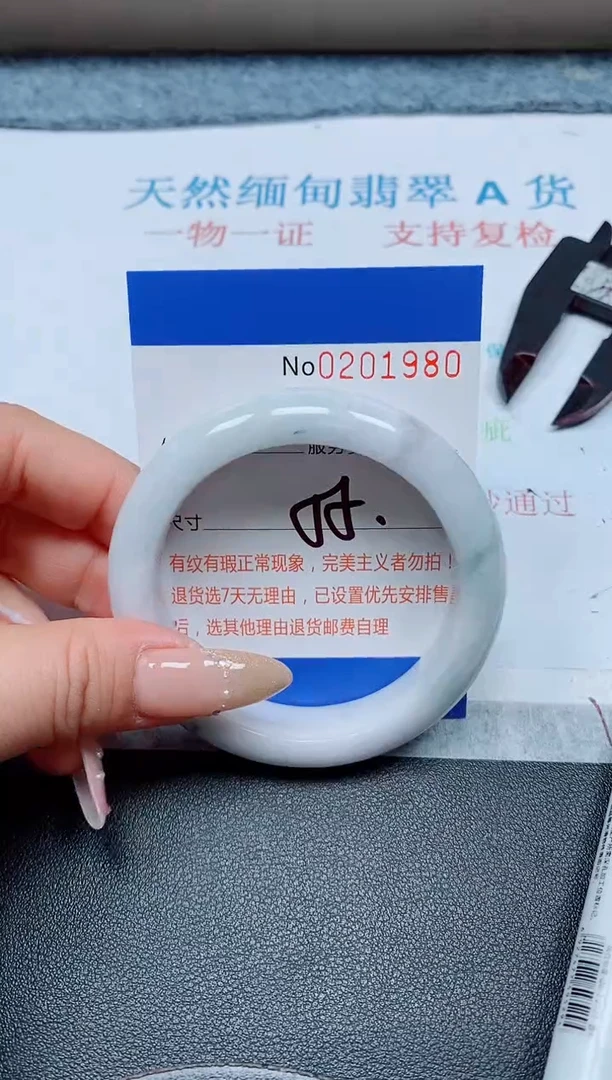 天然缅甸翡翠A货
一物一证 支持复检
No0201980
尺寸
有纹有瑕正常现象，完美主义者勿拍！
退货选7天无理由，已设置优先安排售
后，选其他理由退货邮费自理
通过